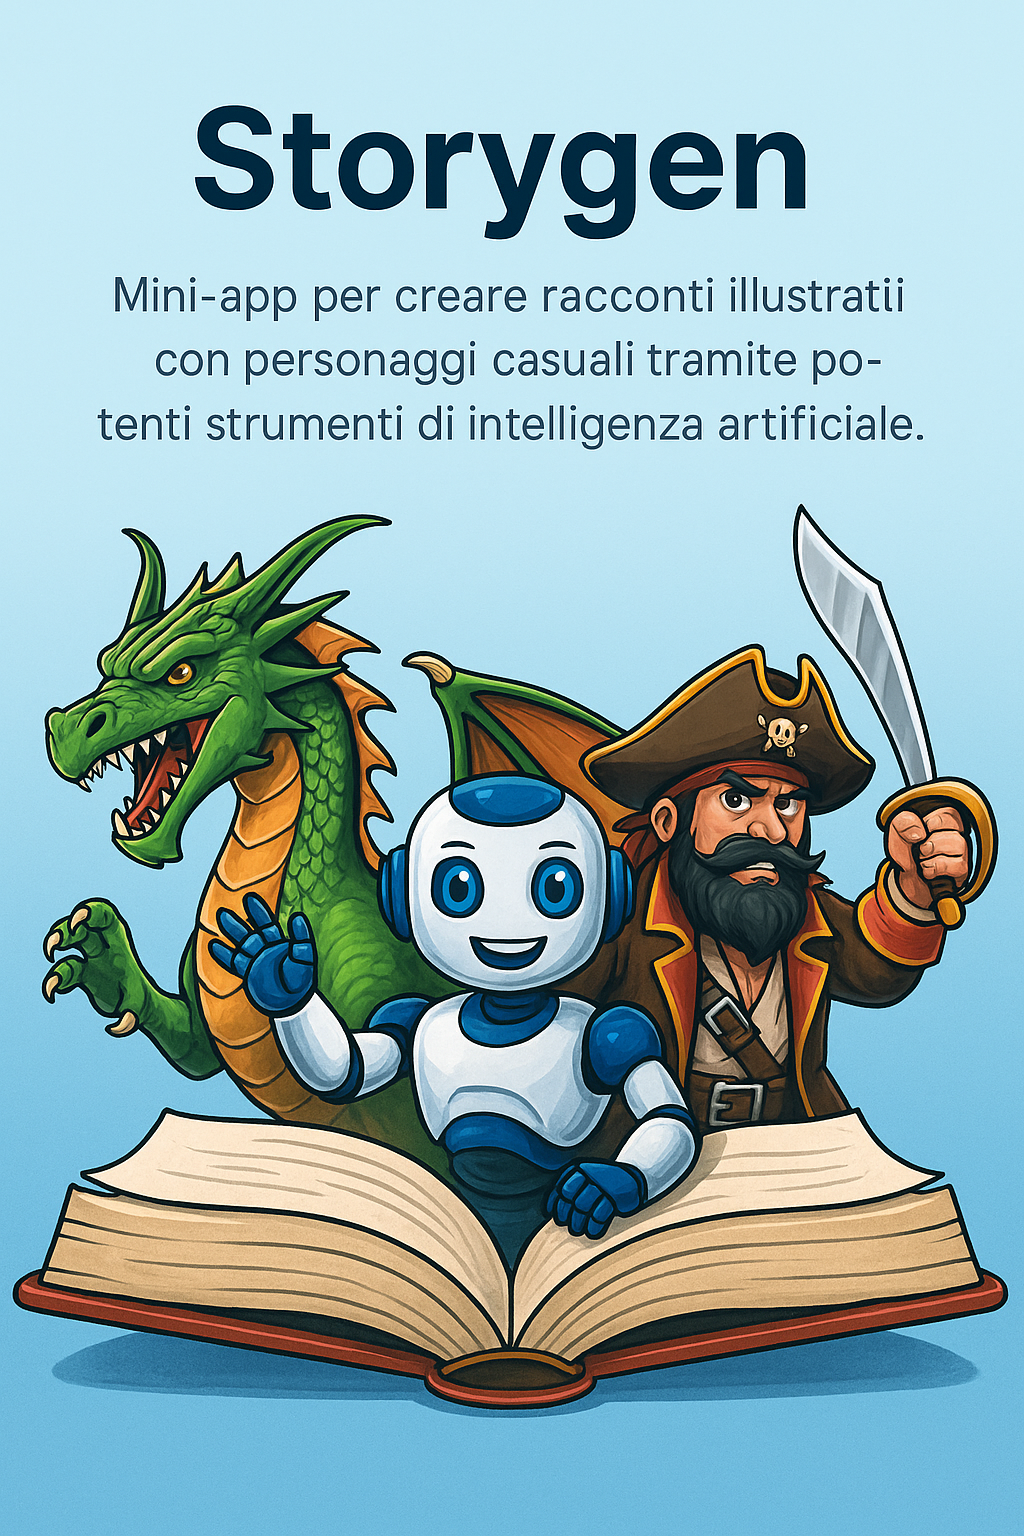 Storygen
Mini-app per creare racconti illustratii
con personaggi casuali tramite po-
tenti strumenti di intelligenza artificiale.